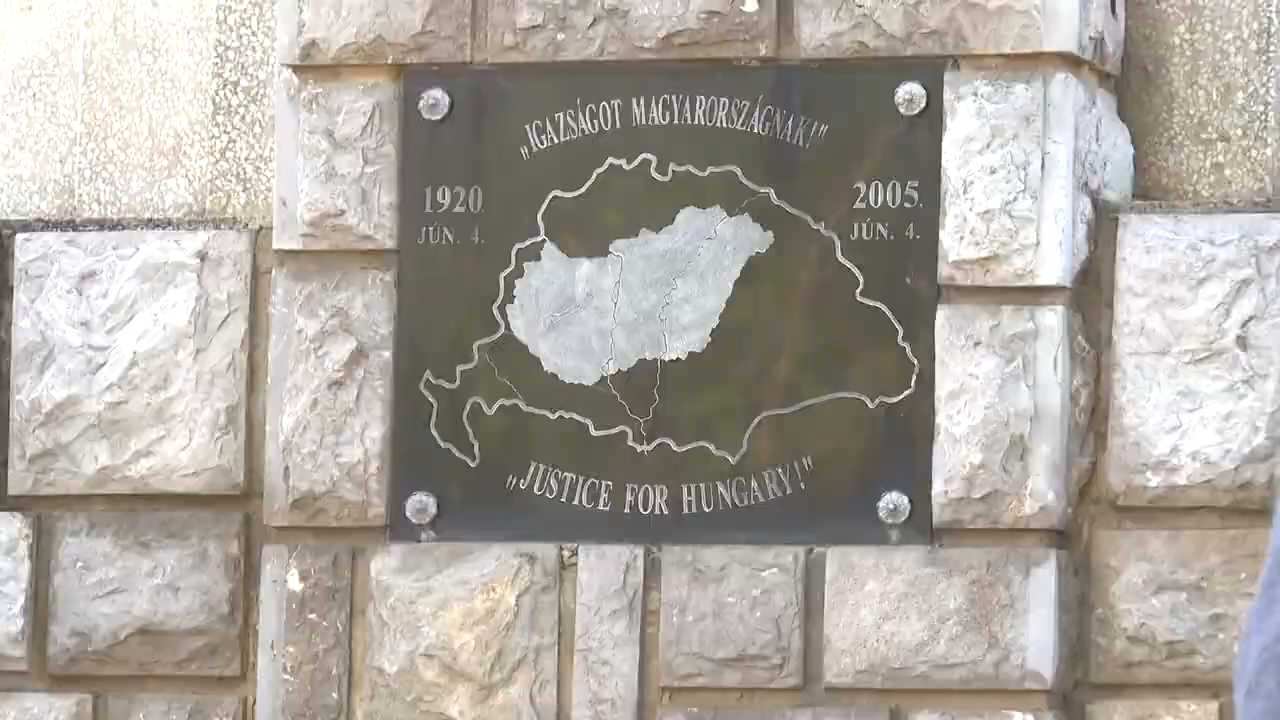 „IGAZSÁGOT MAGYARORSZÁGNAK!"
1920.
JÚN. 4.
2005.
JÚN. 4.
„JUSTICE FOR HUNGARY!"